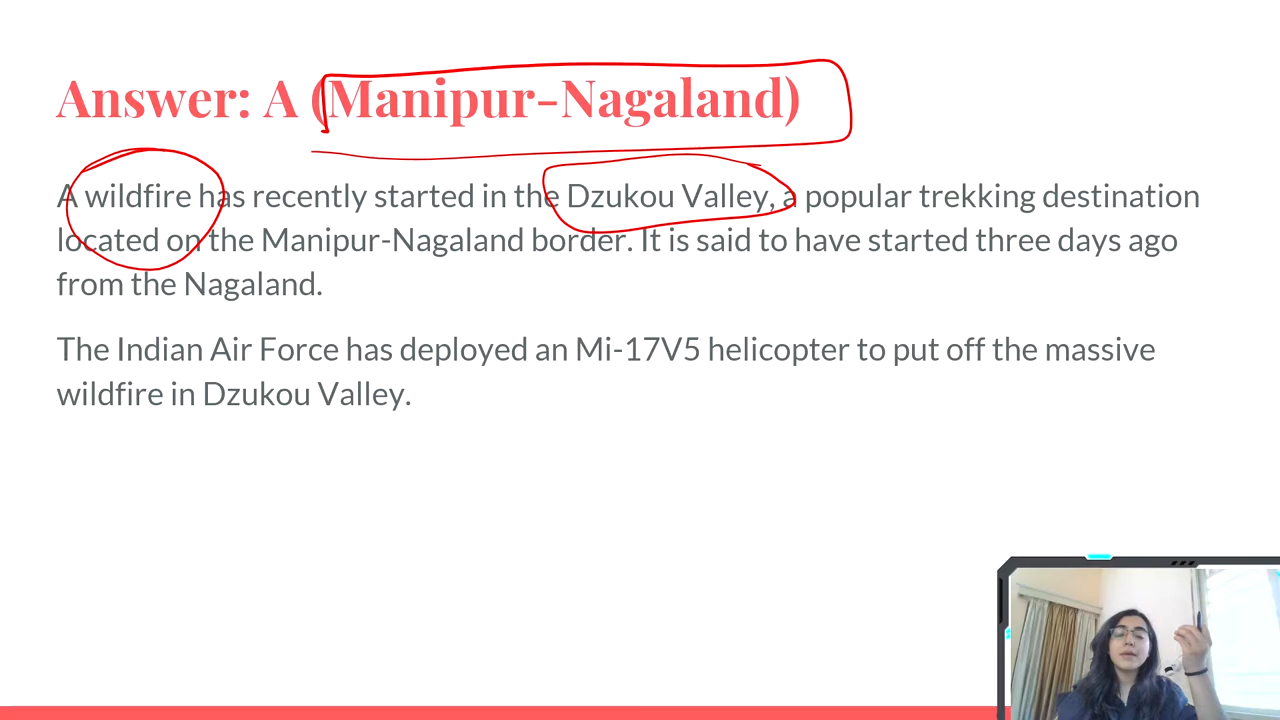 Answer: A (Manipur-Nagaland)
A wildfire has recently started in the Dzukou Valley, a popular trekking destination
located on the Manipur-Nagaland border. It is said to have started three days ago
from the Nagaland.
The Indian Air Force has deployed an Mi-17V5 helicopter to put off the massive
wildfire in Dzukou Valley.